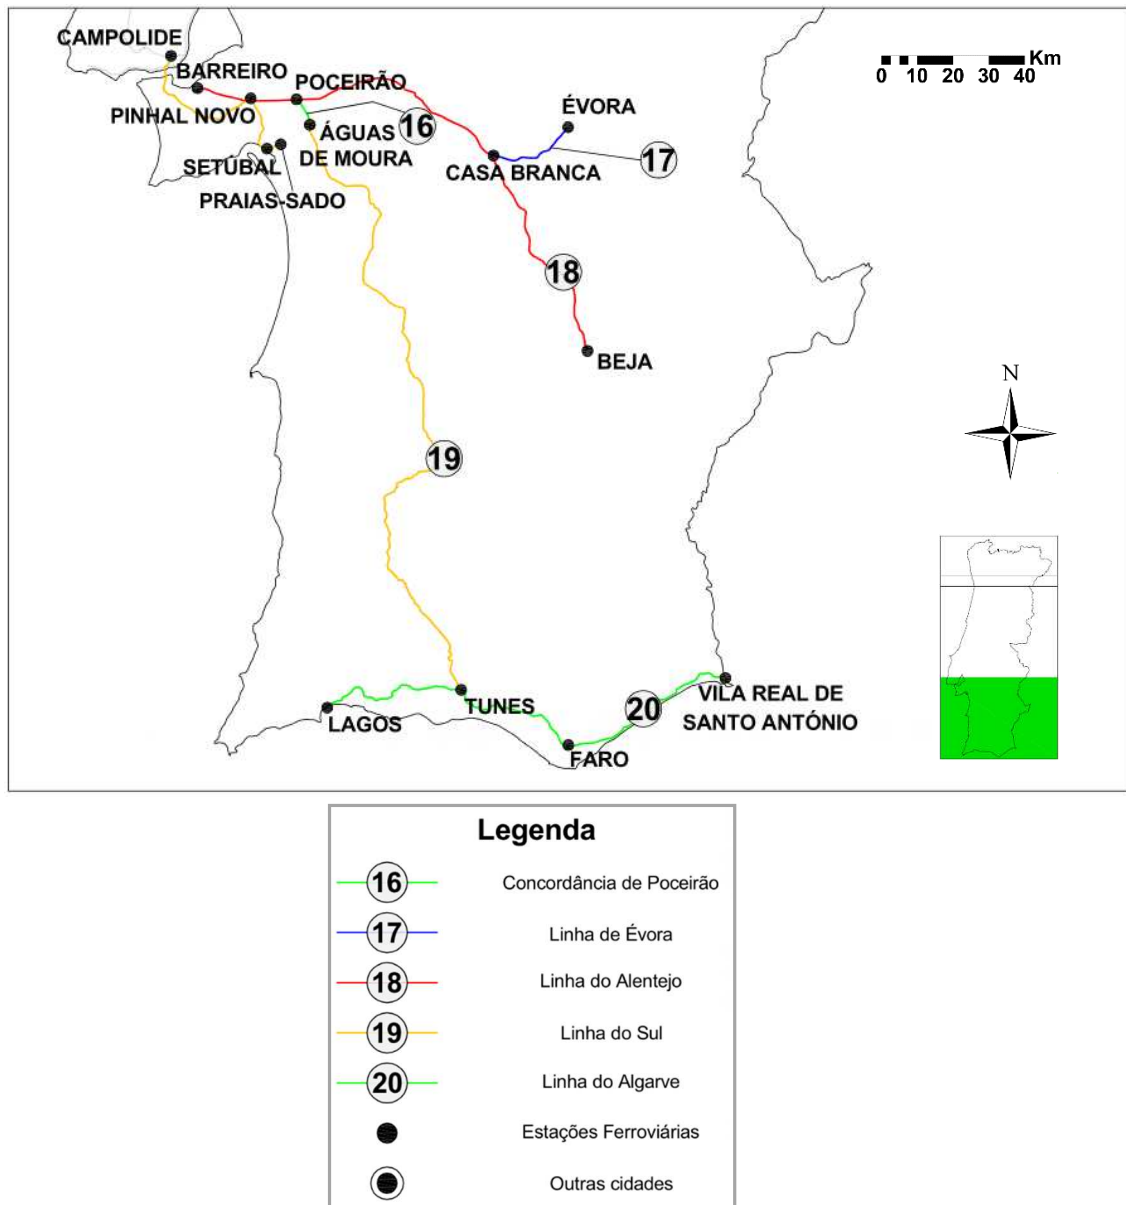 CAMPOLIDE
BARREIRO
POCEIRÃO
PINHAL NOVO
ÁGUAS
DE MOURA
SETÚBAL
PRAIAS-SADO
16
ÉVORA
17
CASA BRANCA
18
BEJA
19
LAGOS
TUNES
FARO
20
VILA REAL DE
SANTO ANTÓNIO
Km
0 10 20 30 40
N
Legenda
16 Concordância de Poceirão
17 Linha de Évora
18 Linha do Alentejo
19 Linha do Sul
20 Linha do Algarve
Estações Ferroviárias
Outras cidades